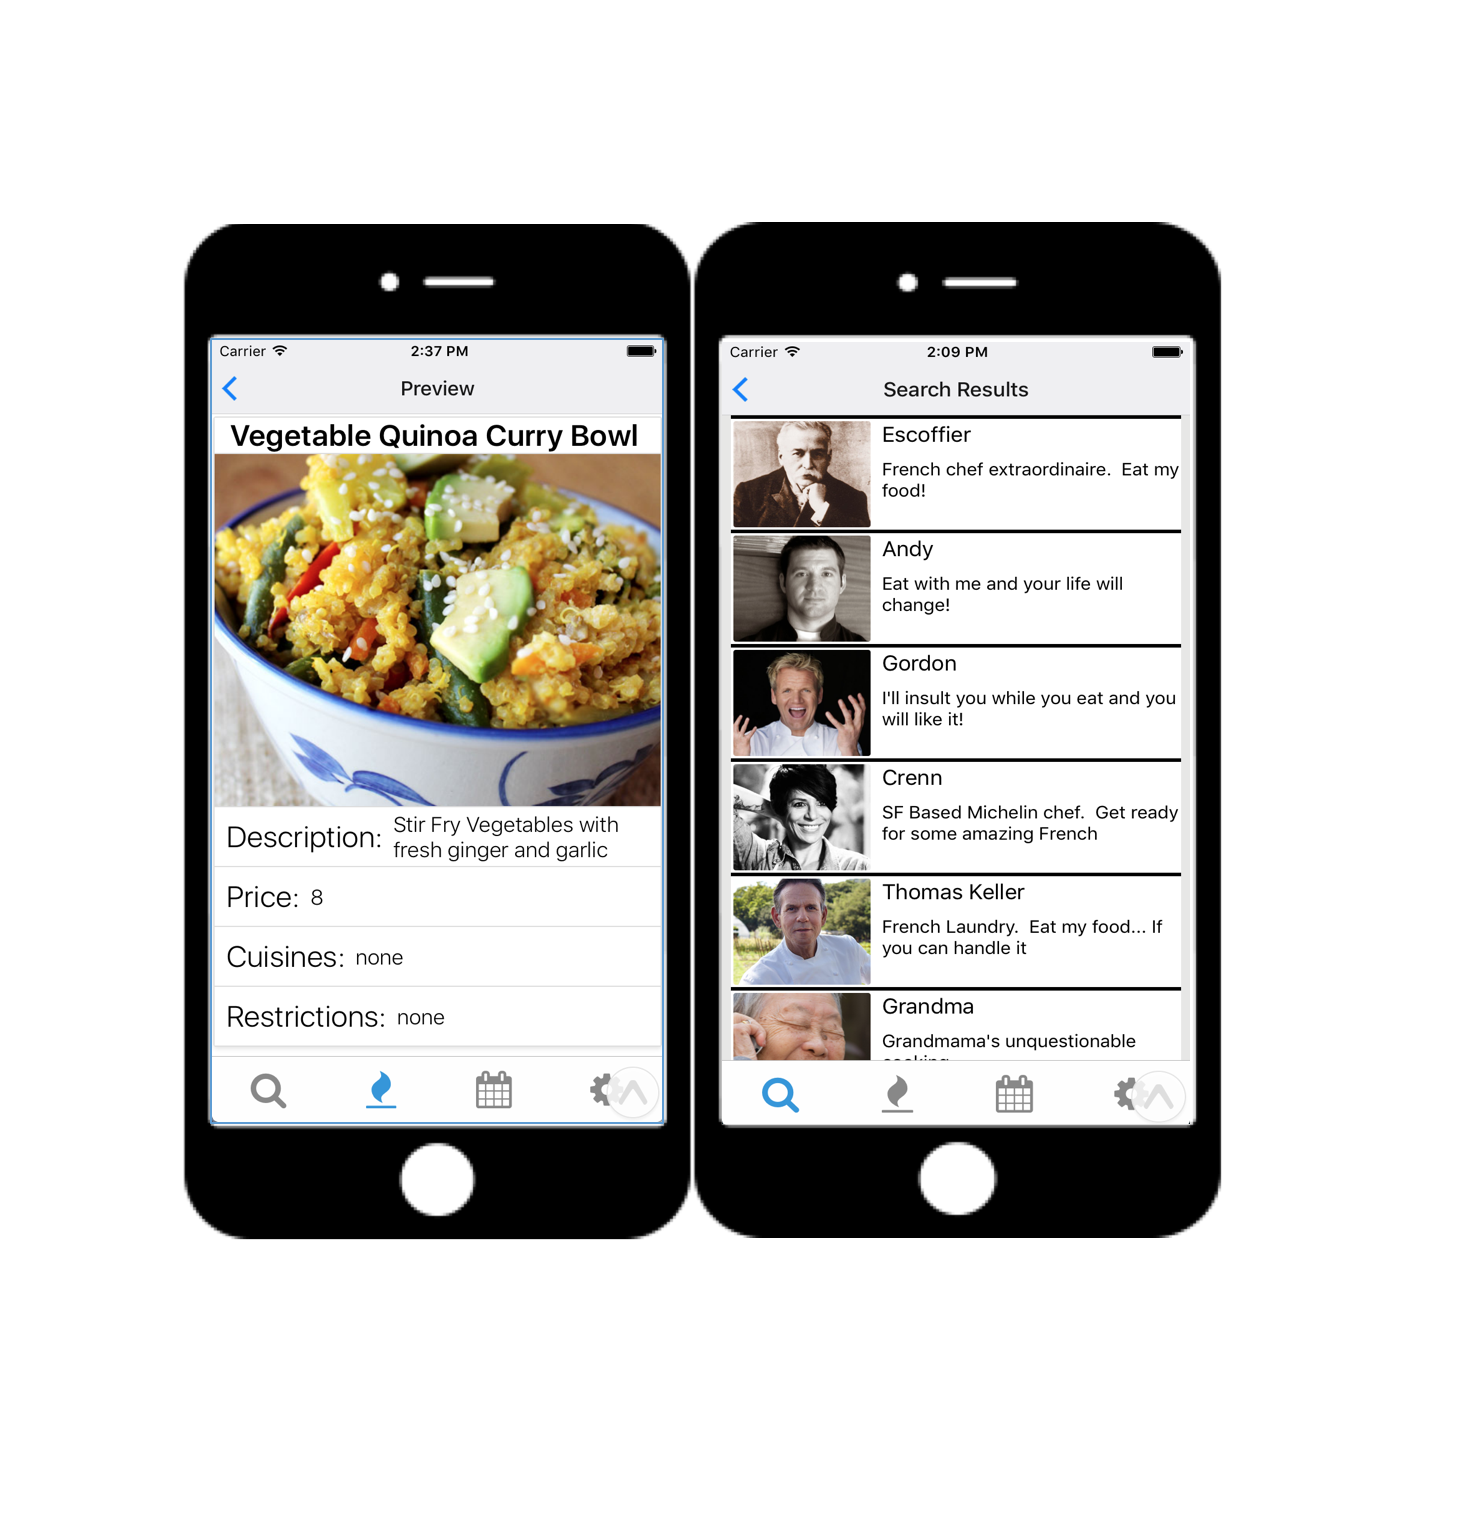 Carrier
2:37 PM
Preview
Vegetable Quinoa Curry Bowl
Description:
Stir Fry Vegetables with
fresh ginger and garlic
Price: 8
Cuisines: none
Restrictions: none
Carrier
2:09 PM
Search Results
Escoffier
French chef extraordinaire.  Eat my
food!
Andy
Eat with me and your life will
change!
Gordon
I'll insult you while you eat and you
will like it!
Crenn
SF Based Michelin chef.  Get ready
for some amazing French
Thomas Keller
French Laundry.  Eat my food... If
you can handle it
Grandma
Grandmama's unquestionable